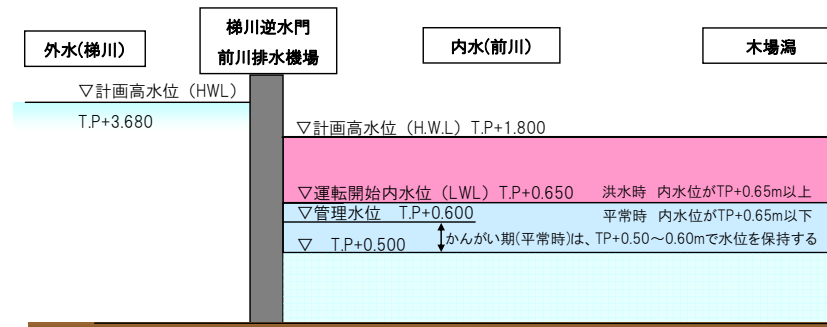 梯川逆水門
前川排水機場
外水(梯川)
内水(前川)
木場潟
▽計画高水位（HWL）
T.P+3.680
▽計画高水位（H.W.L）T.P+1.800
▽運転開始内水位（LWL）T.P+0.650　洪水時　内水位がTP+0.65m以上
▽管理水位　T.P+0.600　平常時　内水位がTP+0.65m以下
かんがい期(平常時)は、TP+0.50～0.60mで水位を保持する
▽　T.P+0.500